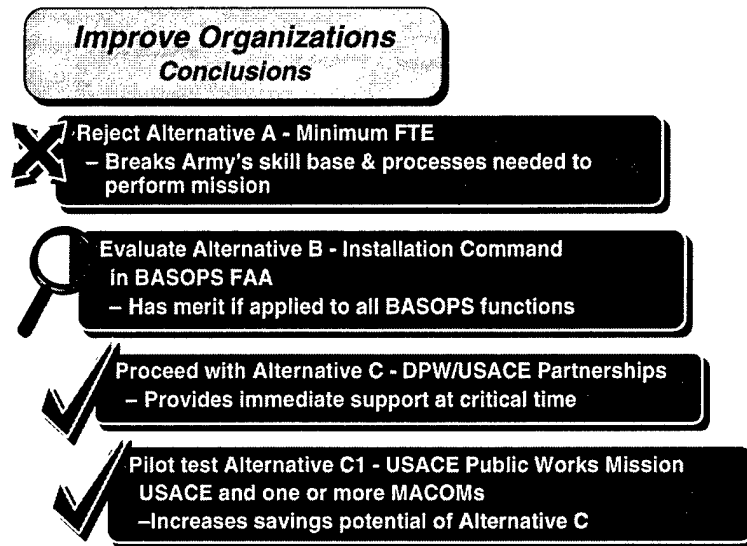 Improve Organizations
Conclusions
Reject Alternative A - Minimum FTE
– Breaks Army's skill base & processes needed to
perform mission
Evaluate Alternative B - Installation Command
in BASOPS FAA
– Has merit if applied to all BASOPS functions
Proceed with Alternative C - DPW/USACE Partnerships
– Provides immediate support at critical time
Pilot test Alternative C1 - USACE Public Works Mission
USACE and one or more MACOMs
–Increases savings potential of Alternative C